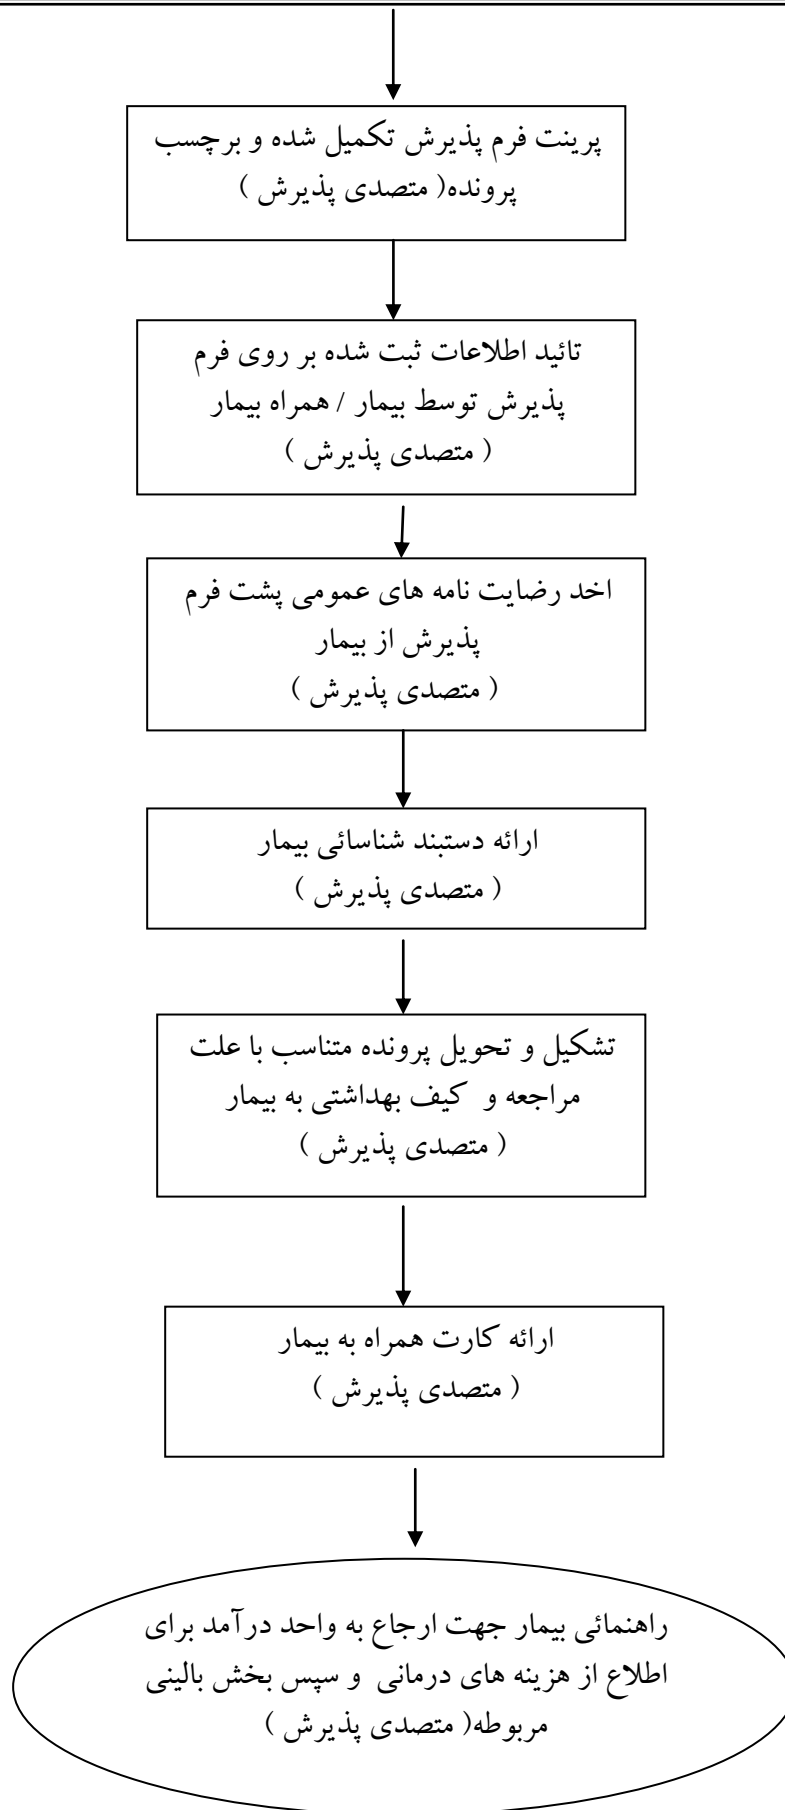 پرینت فرم پذیرش تکمیل شده و برچسب
پرونده( متصدی پذیرش )
تائید اطلاعات ثبت شده بر روی فرم
پذیرش توسط بیمار / همراه بیمار
( متصدی پذیرش )
اخد رضایت نامه های عمومی پشت فرم
پذیرش از بیمار
( متصدی پذیرش )
ارائه دستبند شناسائی بیمار
( متصدی پذیرش )
تشکیل و تحویل پرونده متناسب با علت
مراجعه و کیف بهداشتی به بیمار
( متصدی پذیرش )
ارائه کارت همراه به بیمار
( متصدی پذیرش )
راهنمائی بیمار جهت ارجاع به واحد درآمد برای
اطلاع از هزینه های درمانی و سپس بخش بالینی
مربوطه( متصدی پذیرش )